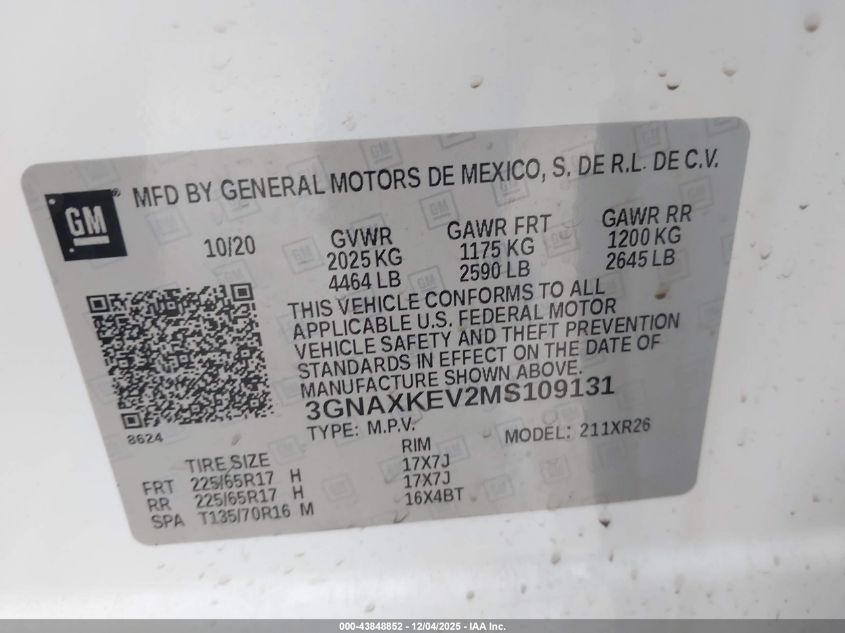 GM
MFD BY GENERAL MOTORS DE MEXICO, S. DE R.L. DE C.V.
10/20
GVWR
2025 KG
4464 LB
GAWR FRT
1175 KG
2590 LB
GAWR RR
1200 KG
2645 LB
THIS VEHICLE CONFORMS TO ALL
APPLICABLE U.S. FEDERAL MOTOR
VEHICLE SAFETY AND THEFT PREVENTION
STANDARDS IN EFFECT ON THE DATE OF
MANUFACTURE SHOWN ABOVE.
3GNAXKEV2MS109131
8624
TYPE: M.P.V. MODEL: 211XR26
TIRE SIZE RIM
FRT 225/65R17 H 17X7J
RR 225/65R17 H 17X7J
SPA T135/70R16 M 16X4BT
000-43848852 - 12/04/2025 - IAA Inc.